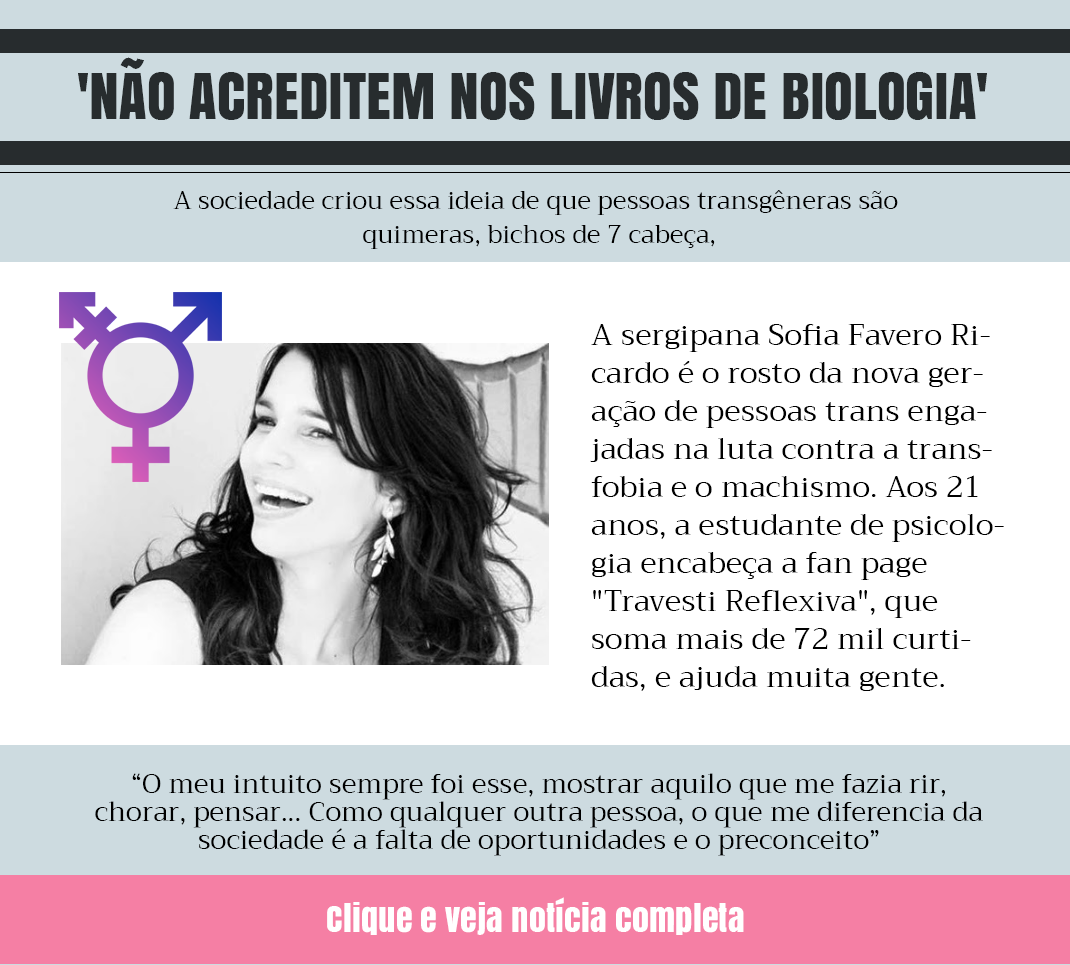 'NÃO ACREDITEM NOS LIVROS DE BIOLOGIA'
A sociedade criou essa ideia de que pessoas transgêneras são
quimeras, bichos de 7 cabeça,
A sergipana Sofia Favero Ri-
cardo é o rosto da nova ger-
ação de pessoas trans enga-
jadas na luta contra a trans-
fobia e o machismo. Aos 21
anos, a estudante de psicolo-
gia encabeça a fan page
"Travesti Reflexiva", que
soma mais de 72 mil curti-
das, e ajuda muita gente.
“O meu intuito sempre foi esse, mostrar aquilo que me fazia rir,
chorar, pensar... Como qualquer outra pessoa, o que me diferencia da
sociedade é a falta de oportunidades e o preconceito”
clique e veja notícia completa